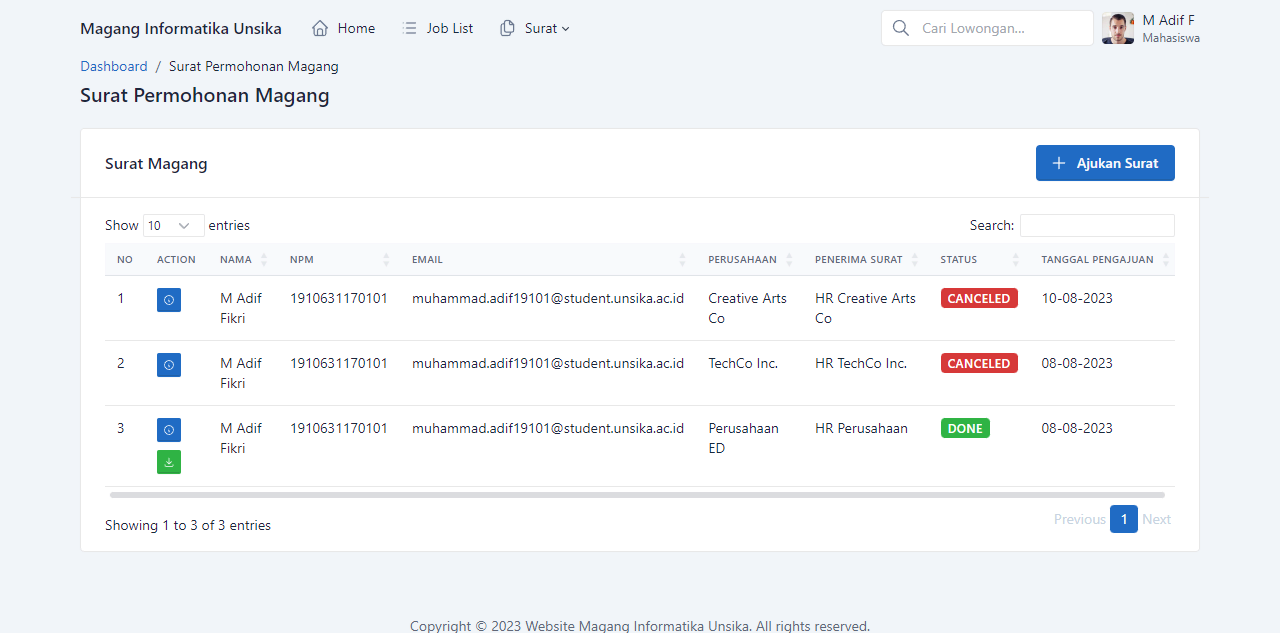 Magang Informatika Unsika Home Job List Surat Cari Lowongan... M Adif F
Mahasiswa
Dashboard / Surat Permohonan Magang
Surat Permohonan Magang
Surat Magang Ajukan Surat
Show 10 entries Search:
NO ACTION NAMA NPM EMAIL PERUSAHAAN PENERIMA SURAT STATUS TANGGAL PENGAJUAN
1 M Adif 1910631170101 muhammad.adif19101@student.unsika.ac.id Creative Arts HR Creative Arts CANCELED 10-08-2023
Fikri Co Co
2 M Adif 1910631170101 muhammad.adif19101@student.unsika.ac.id TechCo Inc. HR TechCo Inc. CANCELED 08-08-2023
Fikri
3 M Adif 1910631170101 muhammad.adif19101@student.unsika.ac.id Perusahaan HR Perusahaan DONE 08-08-2023
Fikri ED
Showing 1 to 3 of 3 entries Previous 1 Next
Copyright © 2023 Website Magang Informatika Unsika. All rights reserved.